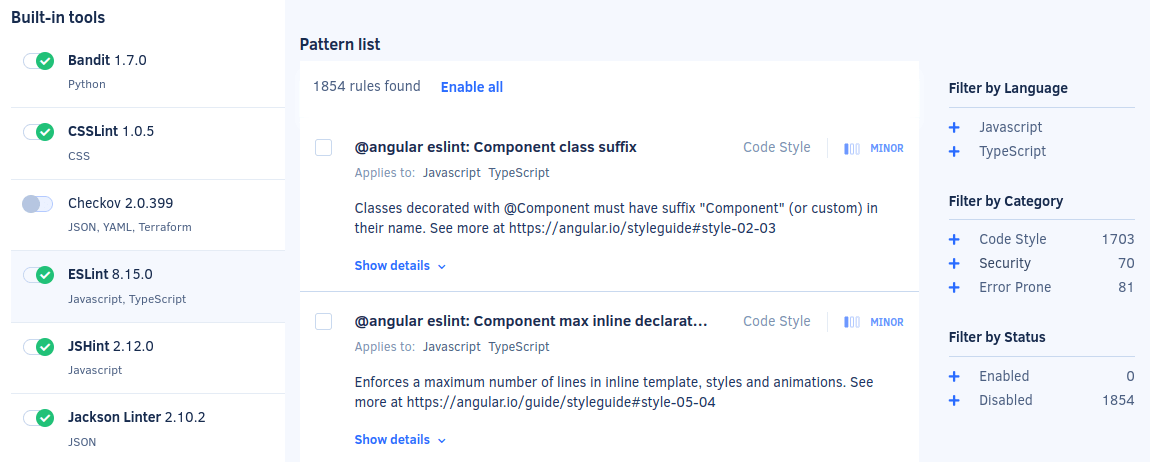 Built-in tools
Bandit 1.7.0
Python
CSSLint 1.0.5
CSS
Checkov 2.0.399
JSON, YAML, Terraform
ESLint 8.15.0
Javascript, TypeScript
JSHint 2.12.0
Javascript
Jackson Linter 2.10.2
JSON
Pattern list
1854 rules found Enable all
@angular eslint: Component class suffix Code Style MINOR
Applies to: Javascript TypeScript
Classes decorated with @Component must have suffix "Component" (or custom) in
their name. See more at https://angular.io/styleguide#style-02-03
Show details
@angular eslint: Component max inline declarat... Code Style MINOR
Applies to: Javascript TypeScript
Enforces a maximum number of lines in inline template, styles and animations. See
more at https://angular.io/guide/styleguide#style-05-04
Show details
Filter by Language
Javascript
TypeScript
Filter by Category
Code Style 1703
Security 70
Error Prone 81
Filter by Status
Enabled 0
Disabled 1854